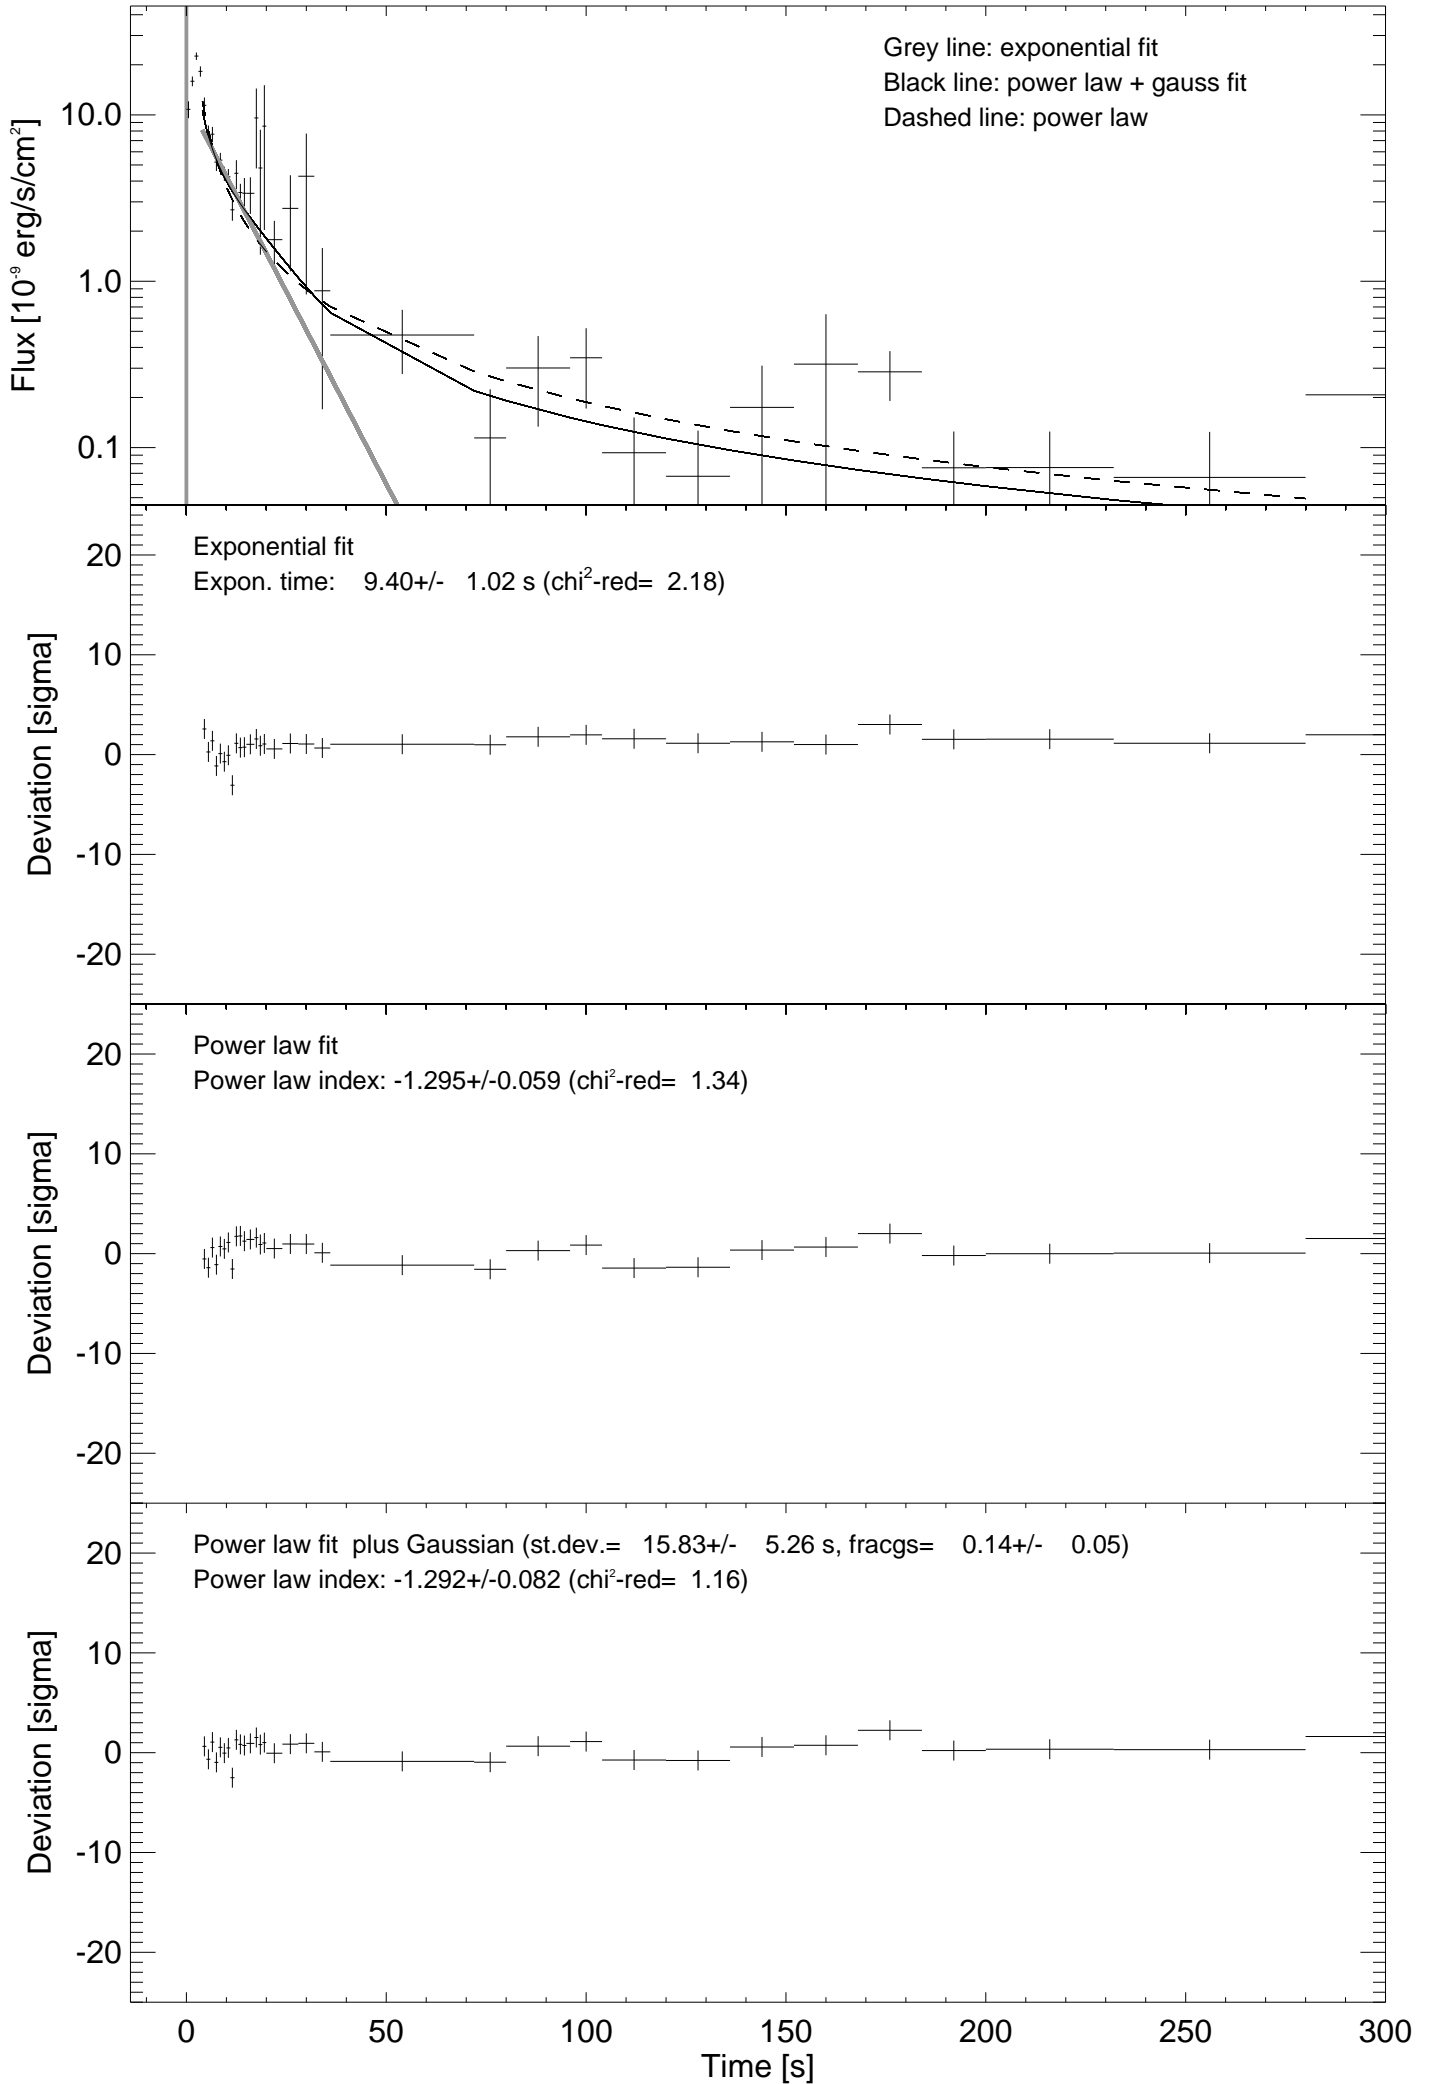 Grey line: exponential fit
Black line: power law + gauss fit
Dashed line: power law
Flux [10⁻⁹ erg/s/cm²]
10.0
1.0
0.1
Exponential fit
Expon. time: 9.40+/- 1.02 s (chi²-red= 2.18)
Deviation [sigma]
20
10
0
-10
-20
Power law fit
Power law index: -1.295+/-0.059 (chi²-red= 1.34)
Deviation [sigma]
20
10
0
-10
-20
Power law fit plus Gaussian (st.dev.= 15.83+/- 5.26 s, fracgs= 0.14+/- 0.05)
Power law index: -1.292+/-0.082 (chi²-red= 1.16)
Deviation [sigma]
20
10
0
-10
-20
0 50 100 150 200 250 300
Time [s]